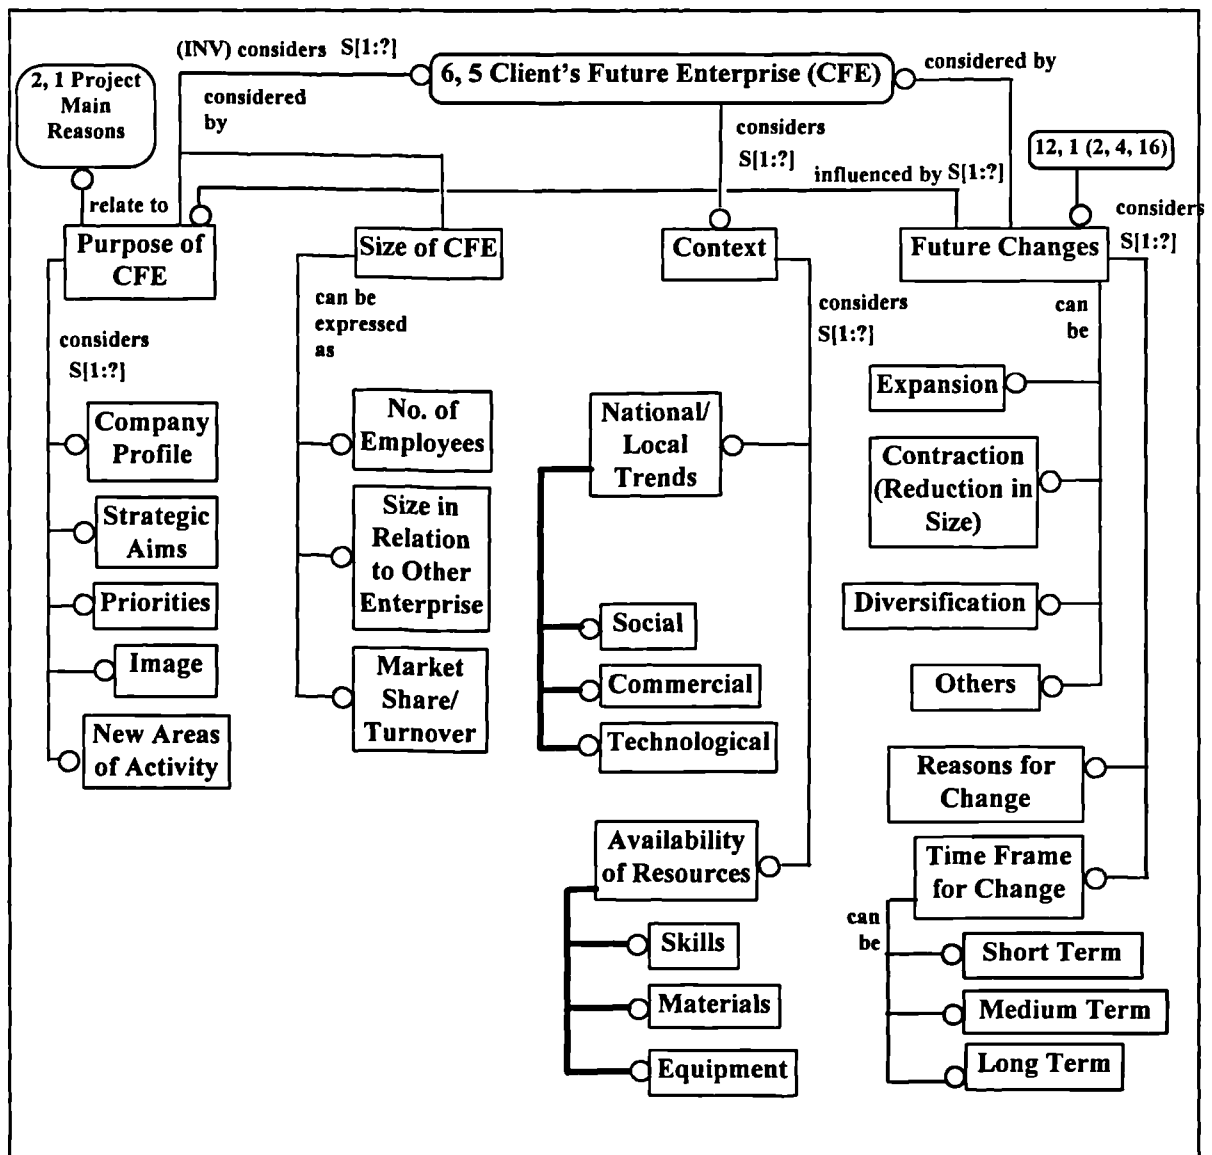 (INV) considers S[1:?]
6, 5 Client's Future Enterprise (CFE)
considered by
2, 1 Project
Main
Reasons
considered
by
considers
S[1:?]
12, 1 (2, 4, 16)
influenced by S[1:?]
relate to
considers
S[1:?]
Purpose of
CFE
Size of CFE
Context
Future Changes
can be
expressed
as
considers
S[1:?]
can
be
considers
S[1:?]
Company
Profile
Strategic
Aims
Priorities
Image
New Areas
of Activity
No. of
Employees
Size in
Relation
to Other
Enterprise
Market
Share/
Turnover
National/
Local
Trends
Social
Commercial
Technological
Availability
of Resources
Skills
Materials
Equipment
Expansion
Contraction
(Reduction in
Size)
Diversification
Others
Reasons for
Change
Time Frame
for Change
can
be
Short Term
Medium Term
Long Term